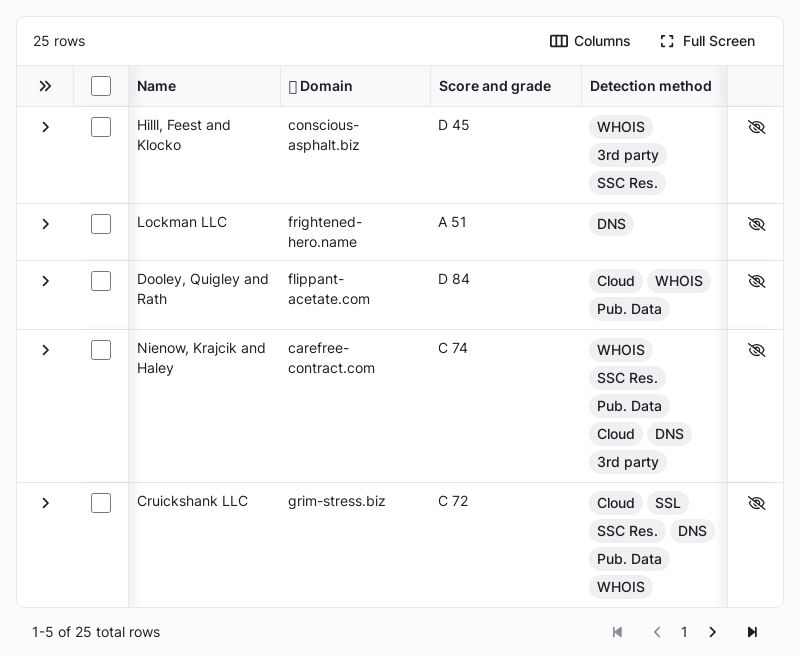 25 rows
Columns
Full Screen
Name
Domain
Score and grade
Detection method
Hilll, Feest and
Klocko
conscious-
asphalt.biz
D 45
WHOIS
3rd party
SSC Res.
Lockman LLC
frightened-
hero.name
A 51
DNS
Dooley, Quigley and
Rath
flippant-
acetate.com
D 84
Cloud WHOIS
Pub. Data
Nienow, Krajcik and
Haley
carefree-
contract.com
C 74
WHOIS
SSC Res.
Pub. Data
Cloud DNS
3rd party
Cruickshank LLC
grim-stress.biz
C 72
Cloud SSL
SSC Res. DNS
Pub. Data
WHOIS
1-5 of 25 total rows
1